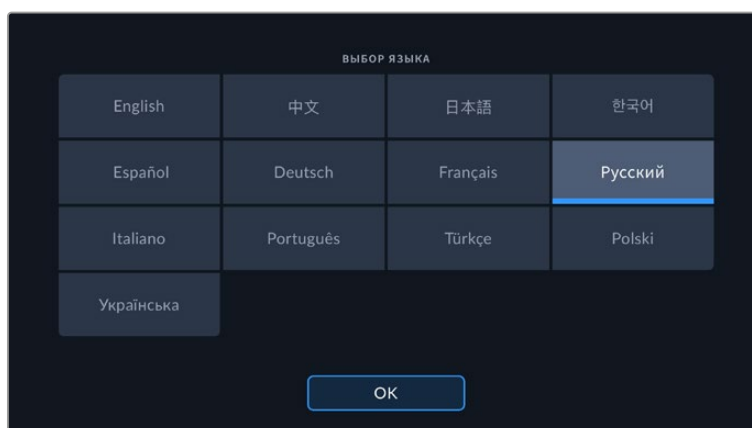 ВЫБОР ЯЗЫКА
English 中文 日本語 한국어
Español Deutsch Français Русский
Italiano Português Türkçe Polski
Українська
OK